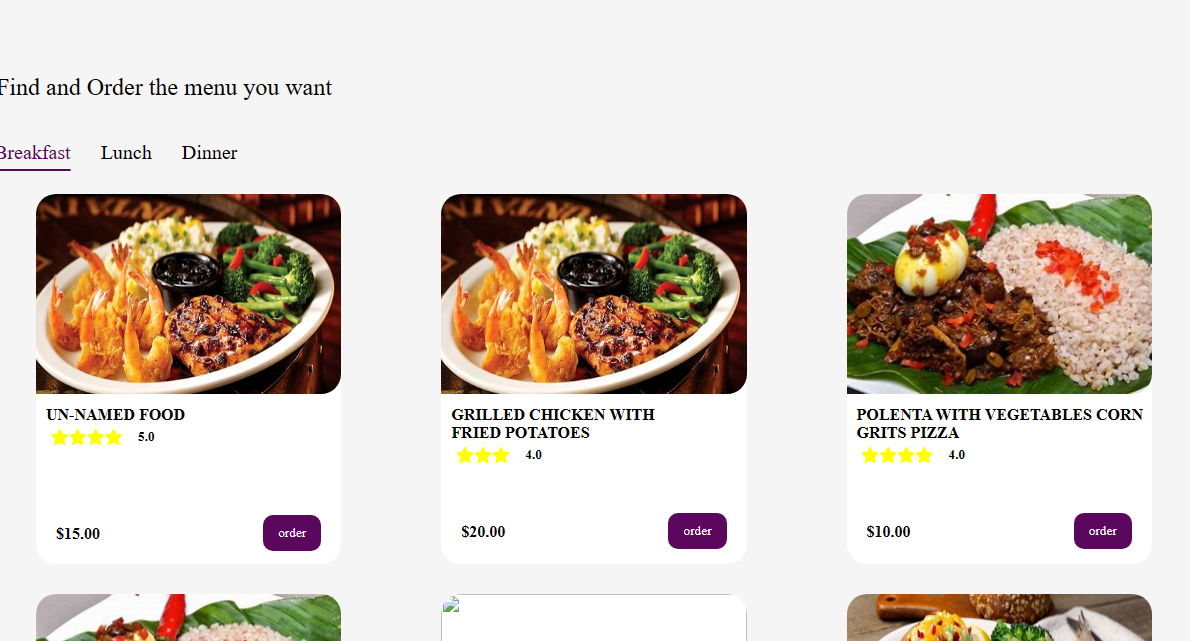 Find and Order the menu you want
Breakfast Lunch Dinner
UN-NAMED FOOD
5.0
$15.00
order
GRILLED CHICKEN WITH
FRIED POTATOES
4.0
$20.00
order
POLENTA WITH VEGETABLES CORN
GRITS PIZZA
4.0
$10.00
order